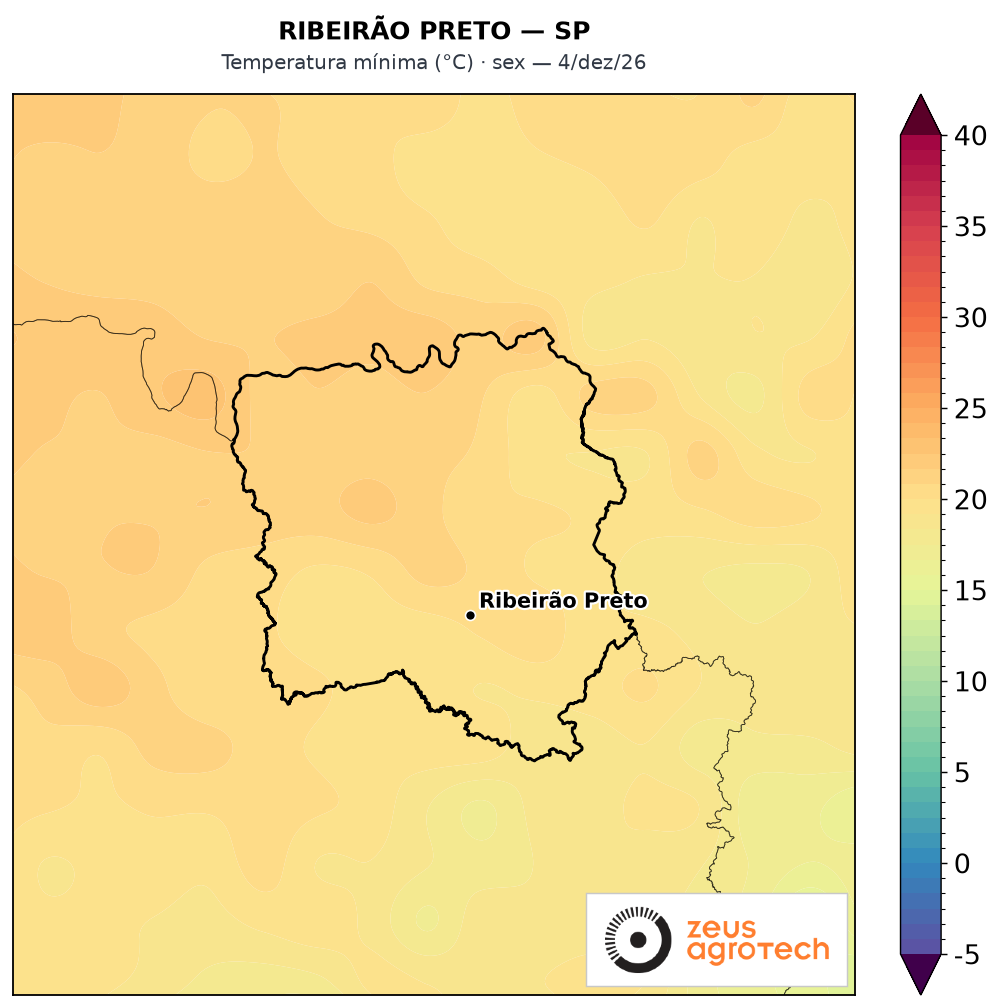 RIBEIRÃO PRETO — SP
Temperatura mínima (°C) · sex — 4/dez/26
40
35
30
25
20
15
10
5
0
-5
Ribeirão Preto
zeus
agrotech